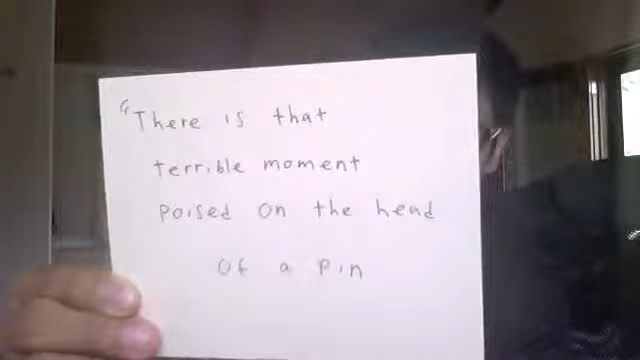 "There is that
terrible moment
poised on the head
of a pin